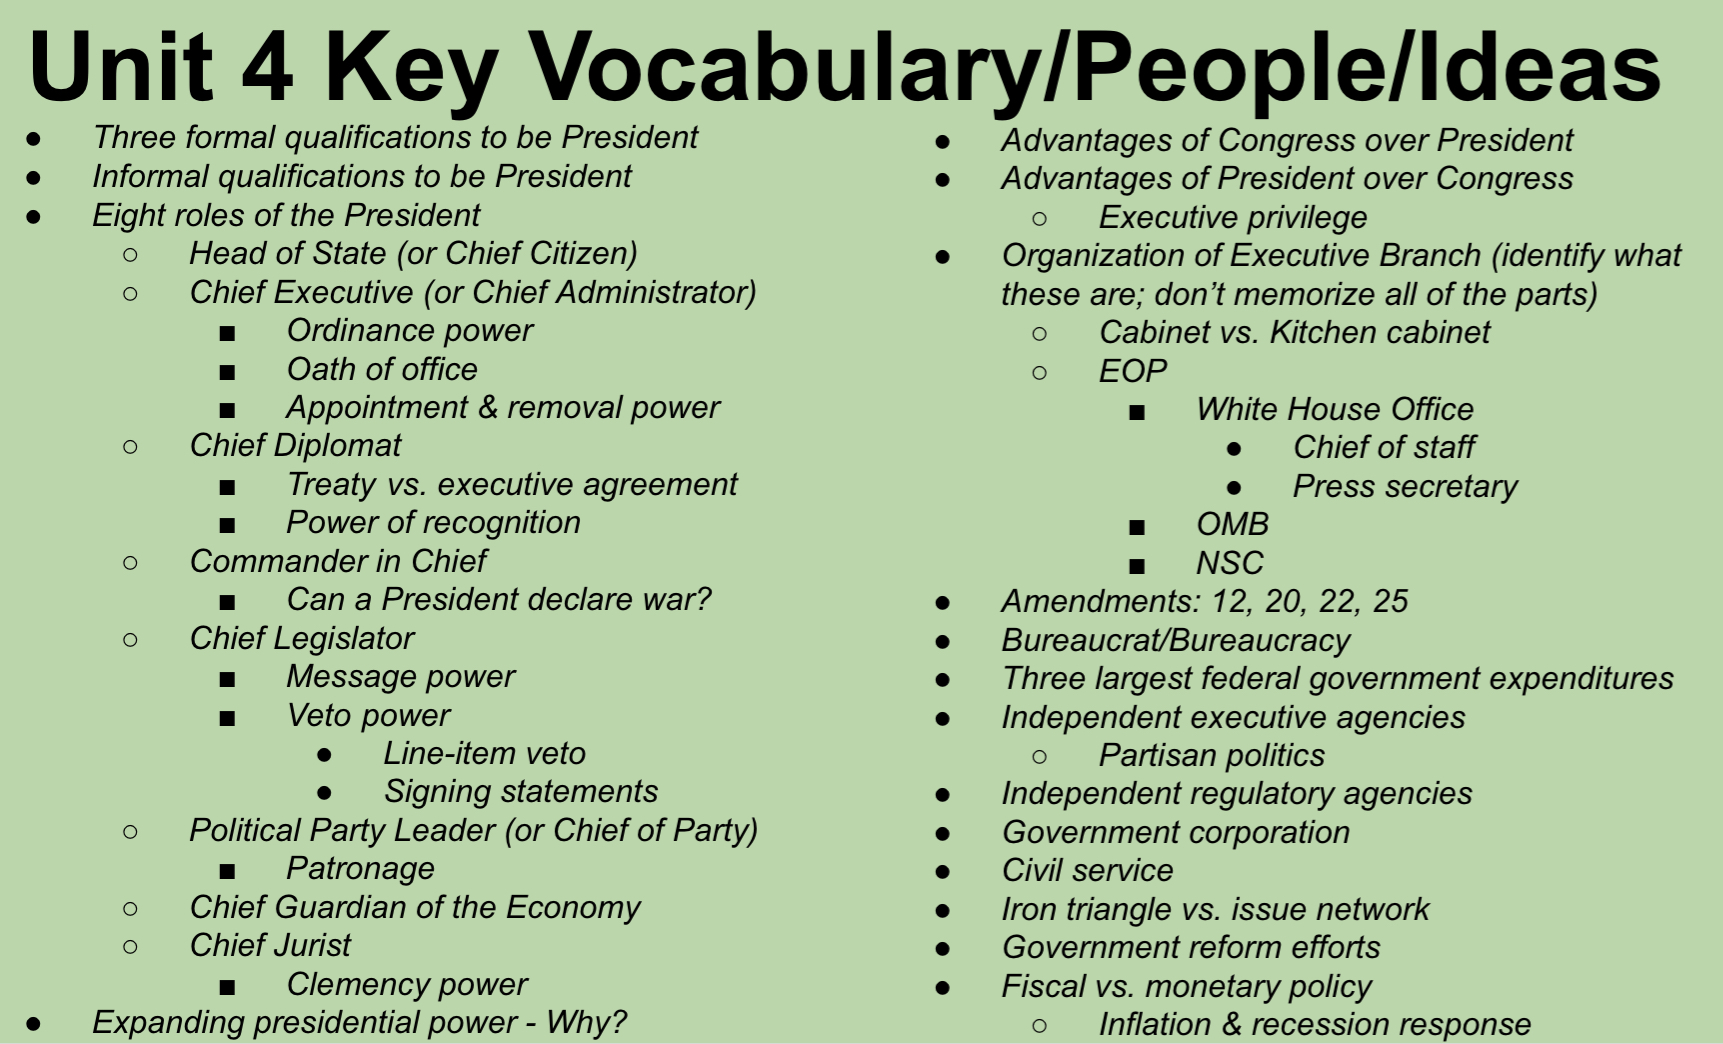 Unit 4 Key Vocabulary/People/Ideas
● Three formal qualifications to be President
● Informal qualifications to be President
● Eight roles of the President
○ Head of State (or Chief Citizen)
○ Chief Executive (or Chief Administrator)
■ Ordinance power
■ Oath of office
■ Appointment & removal power
○ Chief Diplomat
■ Treaty vs. executive agreement
■ Power of recognition
○ Commander in Chief
■ Can a President declare war?
○ Chief Legislator
■ Message power
■ Veto power
● Line-item veto
● Signing statements
○ Political Party Leader (or Chief of Party)
■ Patronage
○ Chief Guardian of the Economy
○ Chief Jurist
■ Clemency power
● Expanding presidential power - Why?
● Advantages of Congress over President
● Advantages of President over Congress
○ Executive privilege
● Organization of Executive Branch (identify what
these are; don’t memorize all of the parts)
○ Cabinet vs. Kitchen cabinet
○ EOP
■ White House Office
● Chief of staff
● Press secretary
■ OMB
■ NSC
● Amendments: 12, 20, 22, 25
● Bureaucrat/Bureaucracy
● Three largest federal government expenditures
● Independent executive agencies
○ Partisan politics
● Independent regulatory agencies
● Government corporation
● Civil service
● Iron triangle vs. issue network
● Government reform efforts
● Fiscal vs. monetary policy
○ Inflation & recession response